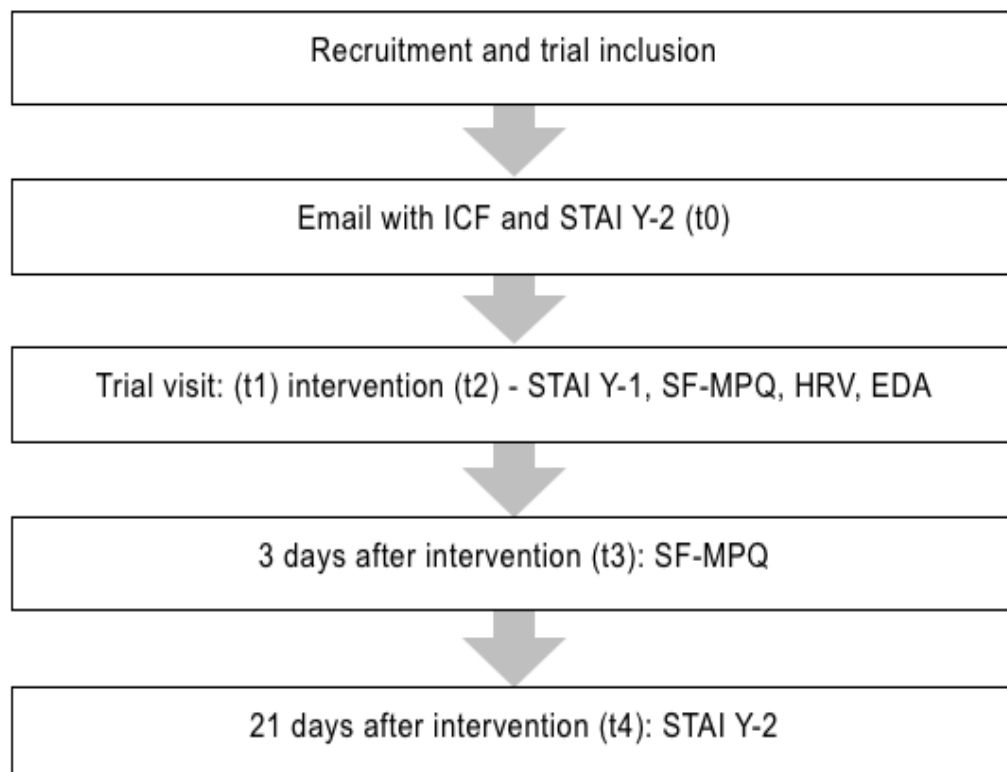 Recruitment and trial inclusion
Email with ICF and STAI Y-2 (t0)
Trial visit: (t1) intervention (t2) - STAI Y-1, SF-MPQ, HRV, EDA
3 days after intervention (t3): SF-MPQ
21 days after intervention (t4): STAI Y-2